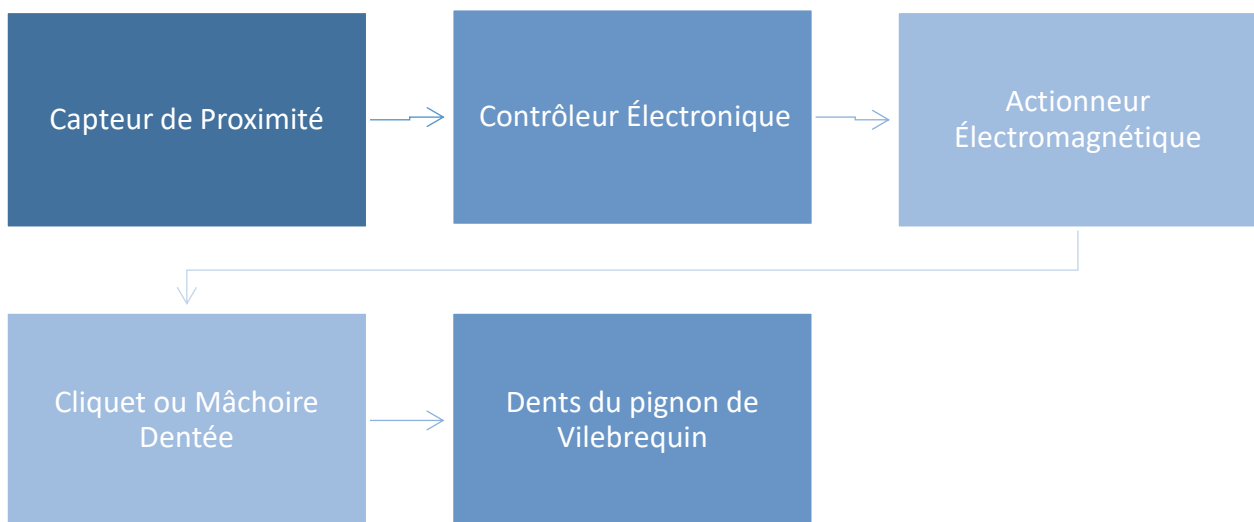 Capteur de Proximité
Contrôleur Électronique
Actionneur
Électromagnétique
Cliquet ou Mâchoire
Dentée
Dents du pignon de
Vilebrequin